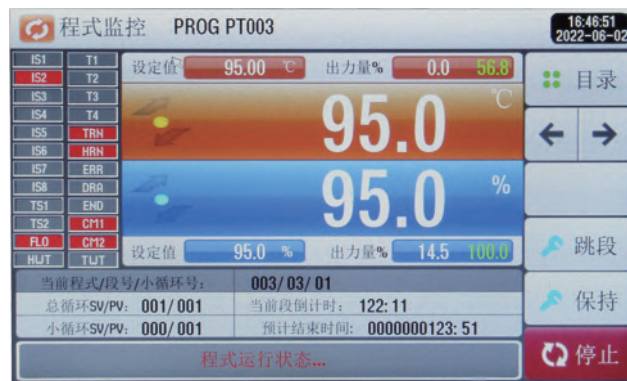 程式监控 PROG PT003 16:46:51
2022-06-02
IS1 T1
IS2 T2
IS3 T3
IS4 T4
IS5 TRN
IS6 HRN
IS7 ERR
IS8 DRA
TS1 END
TS2 CM1
FLO CM2
HUT TUT
设定值 95.00 ℃ 出力量% 0.0 56.8
95.0 ℃
95.0 %
设定值 95.0 % 出力量% 14.5 100.0
当前程式/段号/小循环号: 003/03/01
总循环SV/PV: 001/001 当前段倒计时: 122:11
小循环SV/PV: 000/001 预计结束时间: 0000000123:51
程式运行状态...
目录
跳段
保持
停止